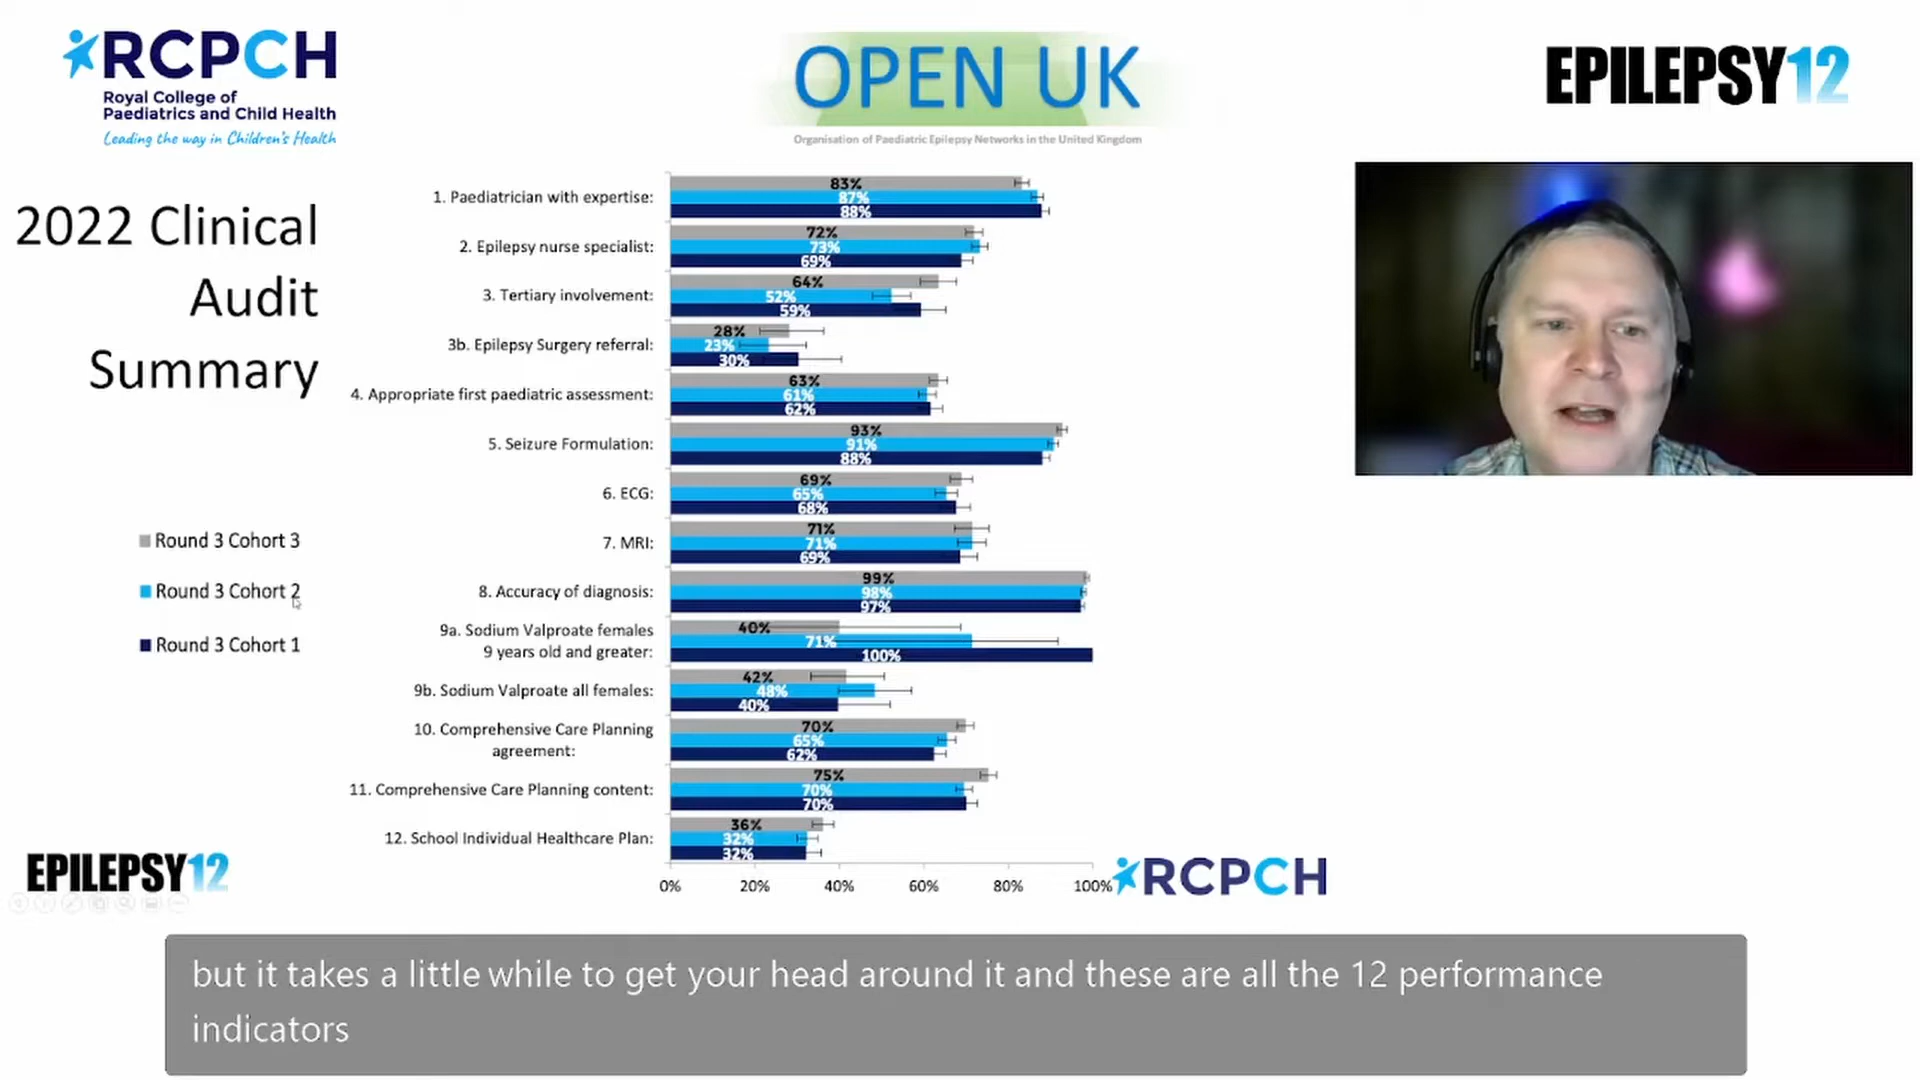 RCPCH
Royal College of
Paediatrics and Child Health
Leading the way in Children's Health
OPEN UK
Organisation of Paediatric Epilepsy Networks in the United Kingdom
EPILEPSY12
2022 Clinical
Audit
Summary
Round 3 Cohort 3
Round 3 Cohort 2
Round 3 Cohort 1
1. Paediatrician with expertise:
83%
87%
88%
2. Epilepsy nurse specialist:
72%
73%
69%
3. Tertiary involvement:
64%
52%
59%
3b. Epilepsy Surgery referral:
28%
23%
30%
4. Appropriate first paediatric assessment:
63%
61%
62%
5. Seizure Formulation:
93%
91%
88%
6. ECG:
69%
65%
68%
7. MRI:
71%
71%
69%
8. Accuracy of diagnosis:
99%
98%
97%
9a. Sodium Valproate females
9 years old and greater:
40%
71%
100%
9b. Sodium Valproate all females:
42%
48%
40%
10. Comprehensive Care Planning
agreement:
70%
65%
62%
11. Comprehensive Care Planning content:
75%
70%
70%
12. School Individual Healthcare Plan:
36%
32%
32%
0% 20% 40% 60% 80% 100%
EPILEPSY12
RCPCH
but it takes a little while to get your head around it and these are all the 12 performance
indicators